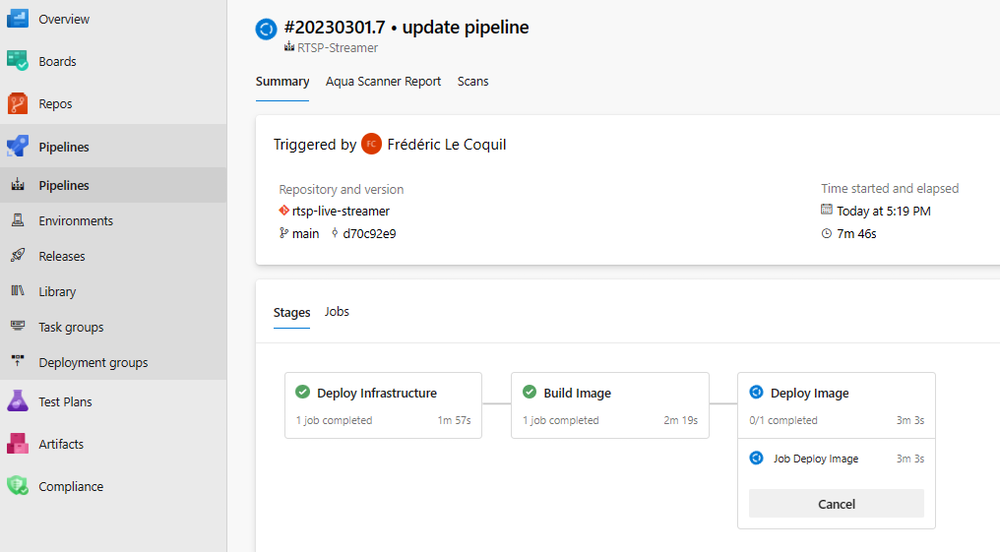 Overview
Boards
Repos
Pipelines
Pipelines
Environments
Releases
Library
Task groups
Deployment groups
Test Plans
Artifacts
Compliance
#20230301.7 • update pipeline
RTSP-Streamer
Summary Aqua Scanner Report Scans
Triggered by FC Frédéric Le Coquil
Repository and version Time started and elapsed
rtsp-live-streamer Today at 5:19 PM
main d70c92e9 7m 46s
Stages Jobs
Deploy Infrastructure Build Image Deploy Image
1 job completed 1m 57s 1 job completed 2m 19s 0/1 completed 3m 3s
Job Deploy Image 3m 3s
Cancel